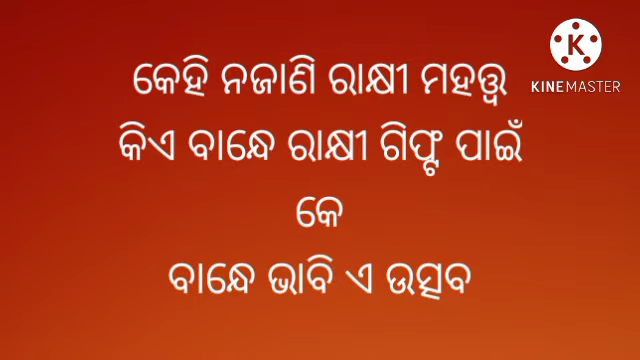 କେହି ନଜାଣି ରାକ୍ଷୀ ମହତ୍ତ୍ୱ
କିଏ ବାନ୍ଧେ ରାକ୍ଷୀ ଗିଫ୍ଟ ପାଇଁ
କେ
ବାନ୍ଧେ ଭାବି ଏ ଉତ୍ସବ
K
KINEMASTER